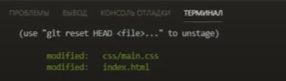 ПРОБЛЕМЫ ВЫВОД КОНСОЛЬ ОТЛАДКИ ТЕРМИНАЛ
(use "git reset HEAD <file>..." to unstage)
modified: css/main.css
modified: index.html